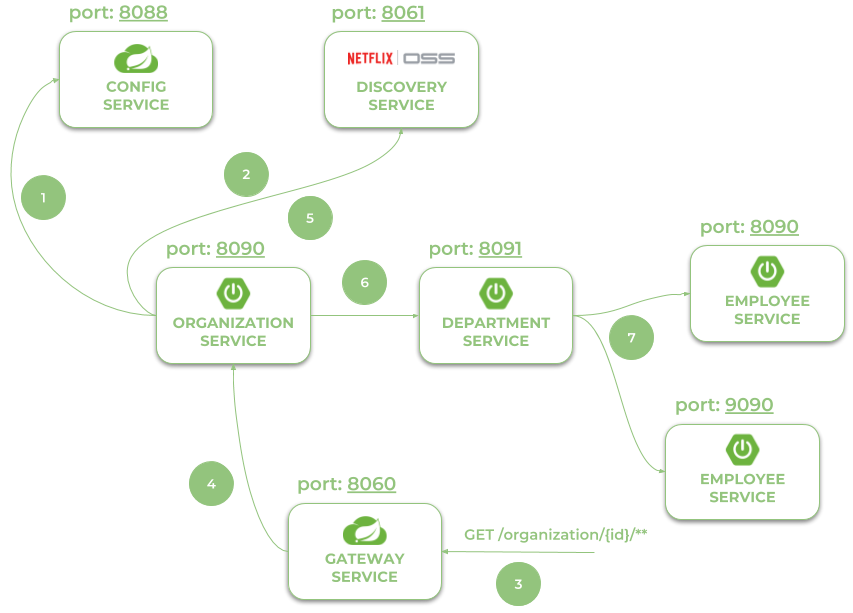 port: 8088
port: 8061
CONFIG
SERVICE
NETFLIX | OSS
DISCOVERY
SERVICE
2
1
5
port: 8090
port: 8091
port: 8090
6
ORGANIZATION
SERVICE
DEPARTMENT
SERVICE
EMPLOYEE
SERVICE
7
port: 9090
4
port: 8060
EMPLOYEE
SERVICE
GATEWAY
SERVICE
GET /organization/{id}/**
3